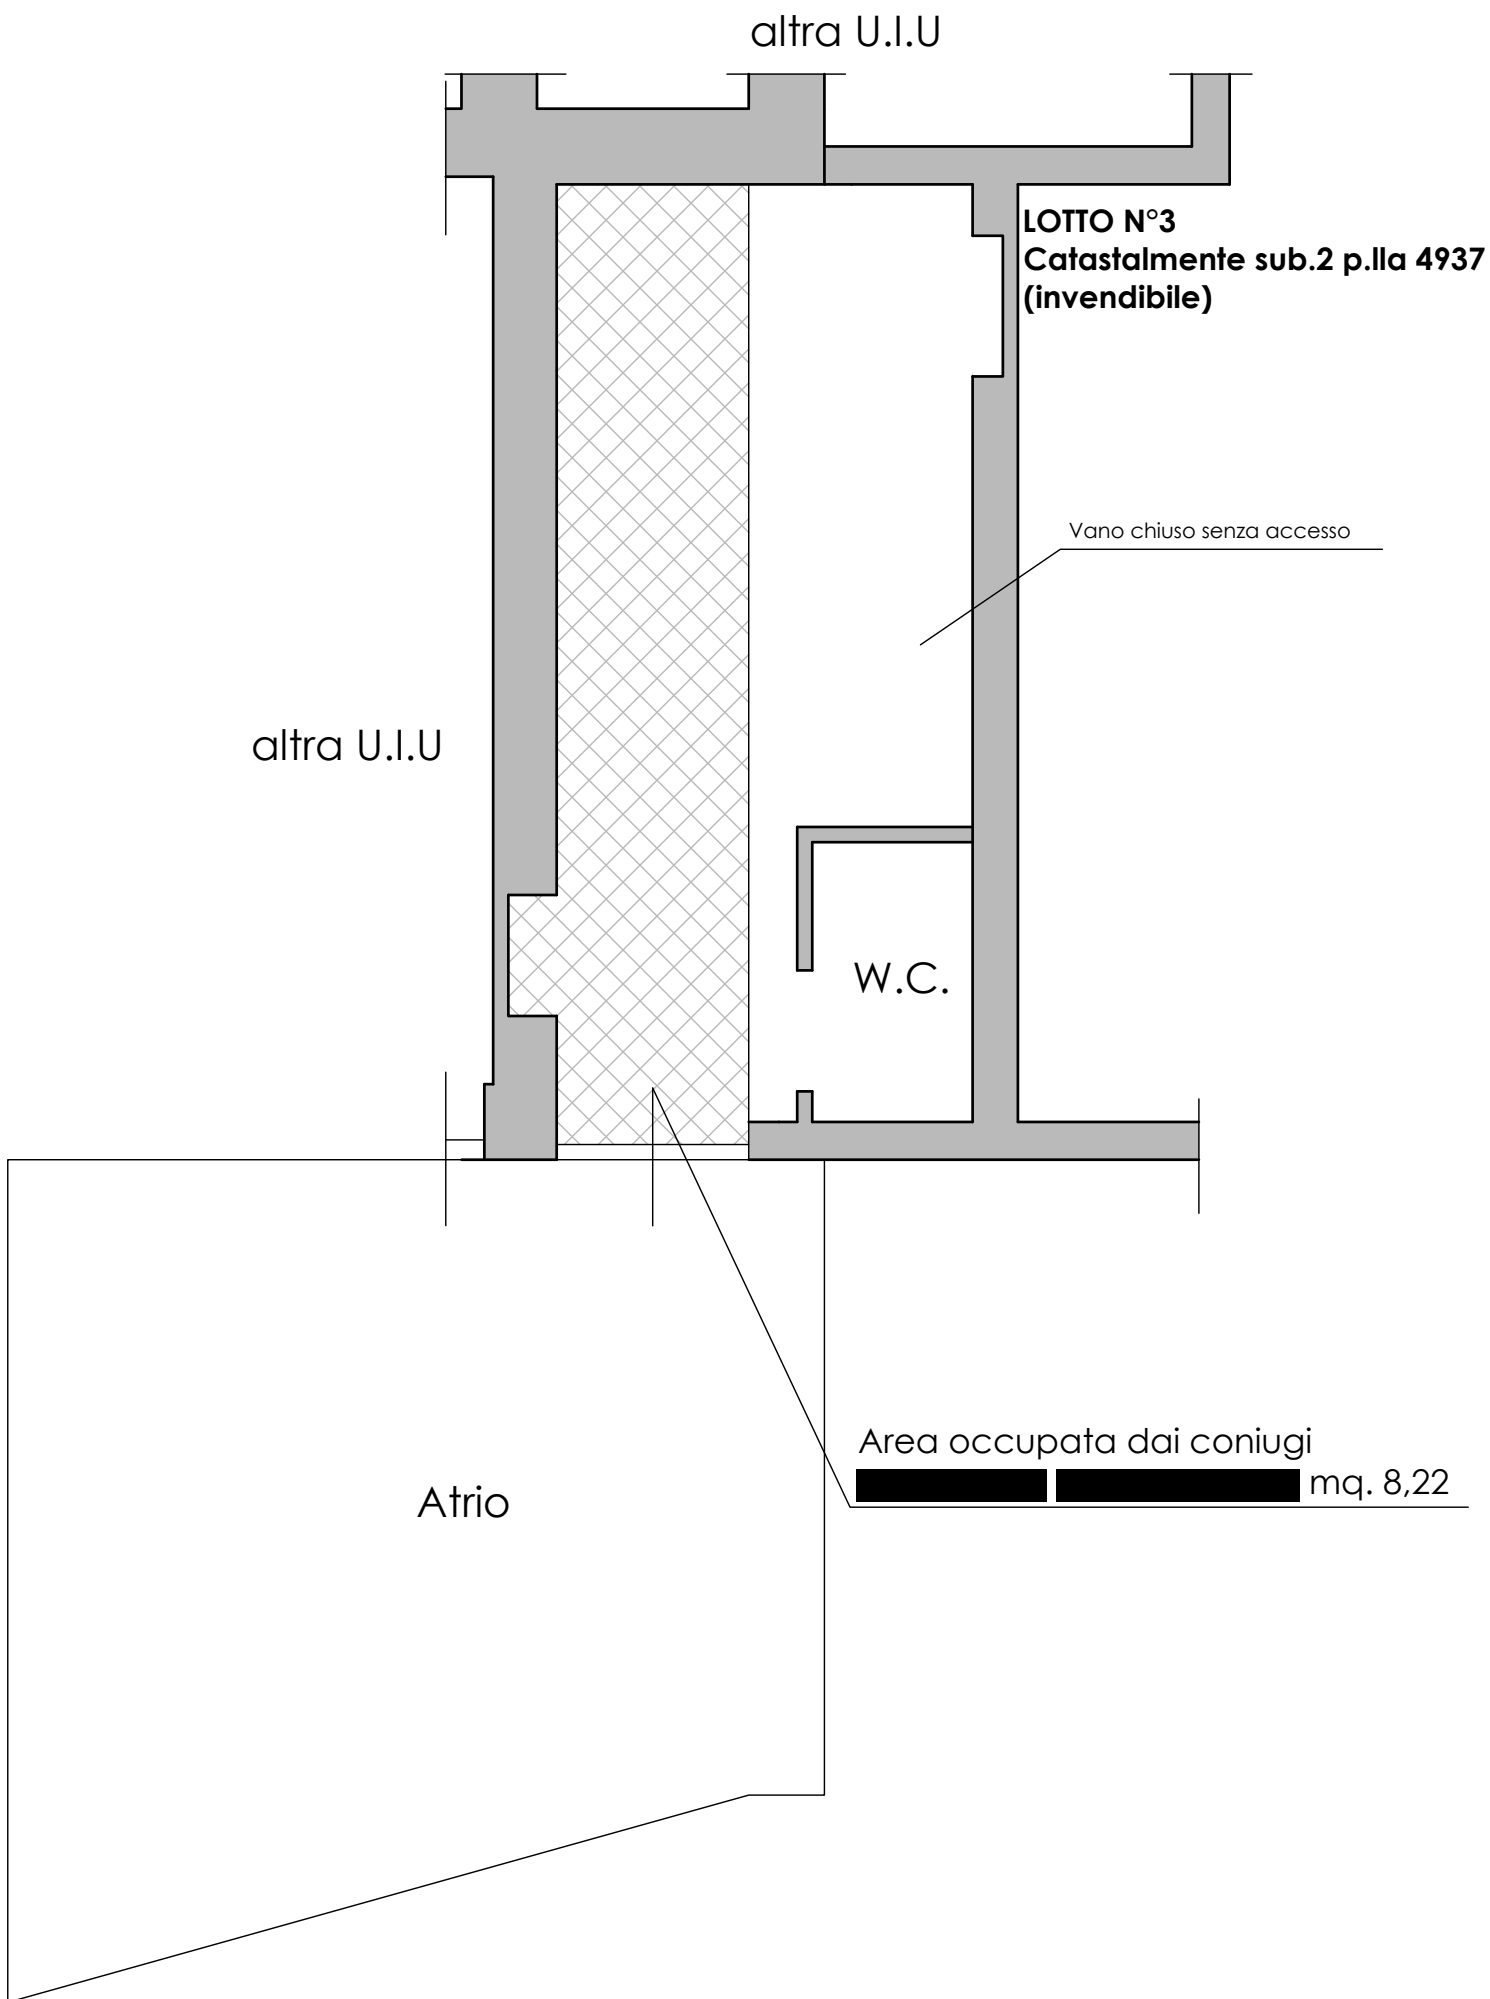 altra U.I.U
LOTTO N°3
Catastalmente sub.2 p.lla 4937
(invendibile)
Vano chiuso senza accesso
altra U.I.U
W.C.
Area occupata dai coniugi
mq. 8,22
Atrio